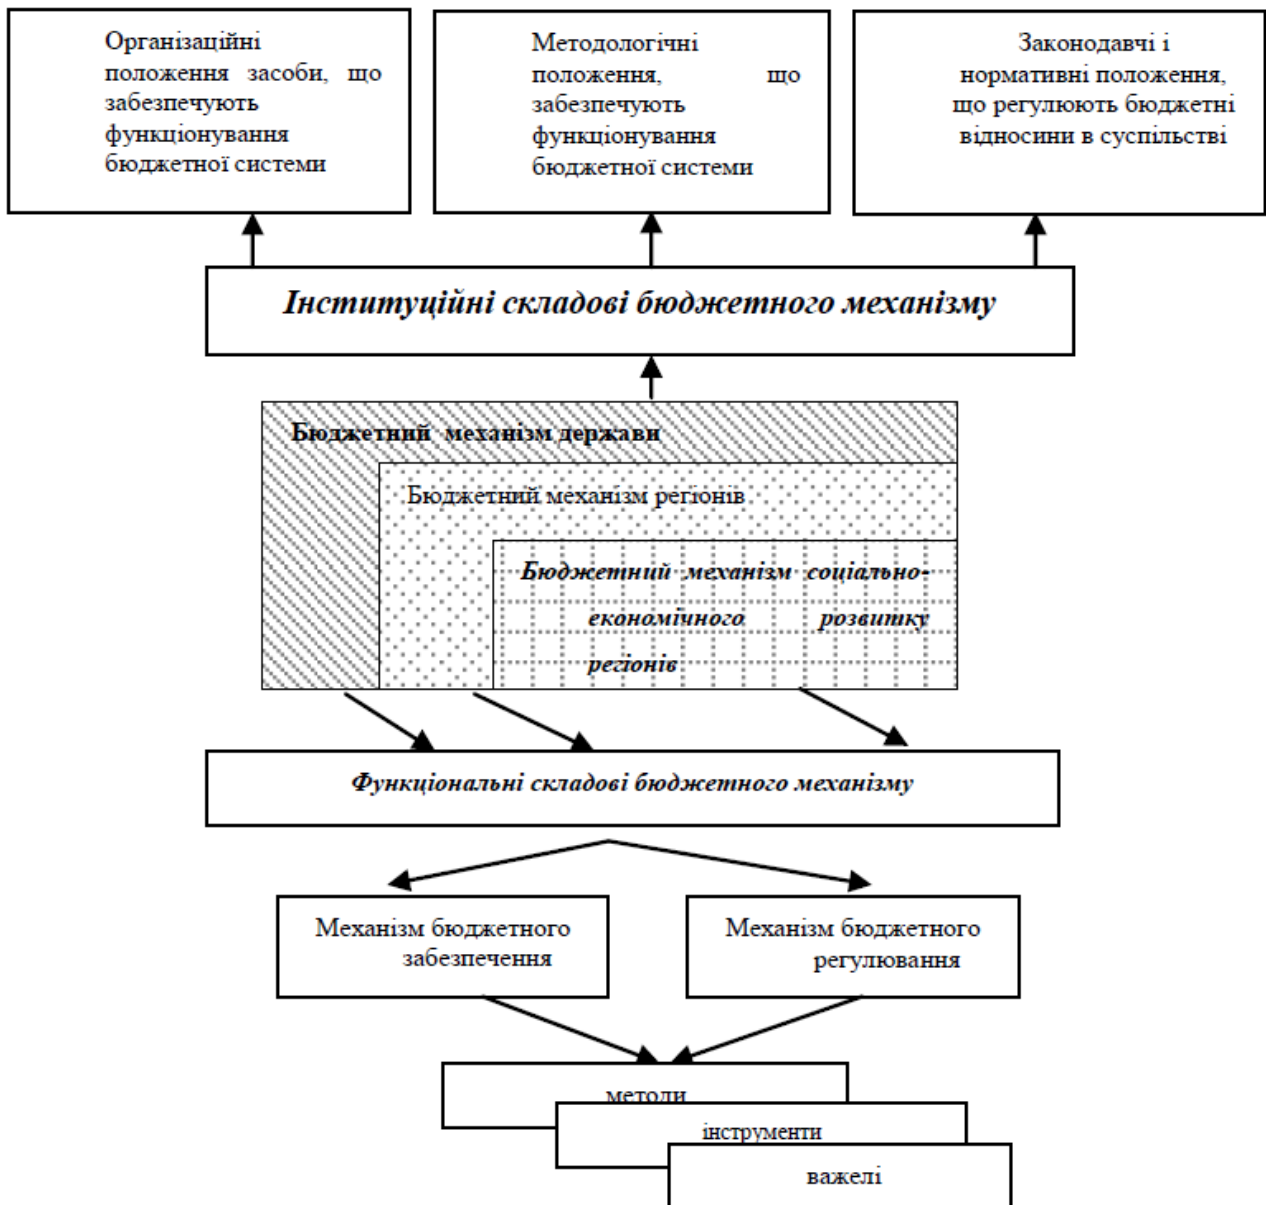 Організаційні
положення засоби, що
забезпечують
функціонування
бюджетної системи
Методологічні
положення, що
забезпечують
функціонування
бюджетної системи
Законодавчі і
нормативні положення,
що регулюють бюджетні
відносини в суспільстві
Інституційні складові бюджетного механізму
Бюджетний механізм держави
Бюджетний механізм регіонів
Бюджетний механізм соціально-
економічного розвитку
регіонів
Функціональні складові бюджетного механізму
Механізм бюджетного
забезпечення
Механізм бюджетного
регулювання
методи
інструменти
важелі